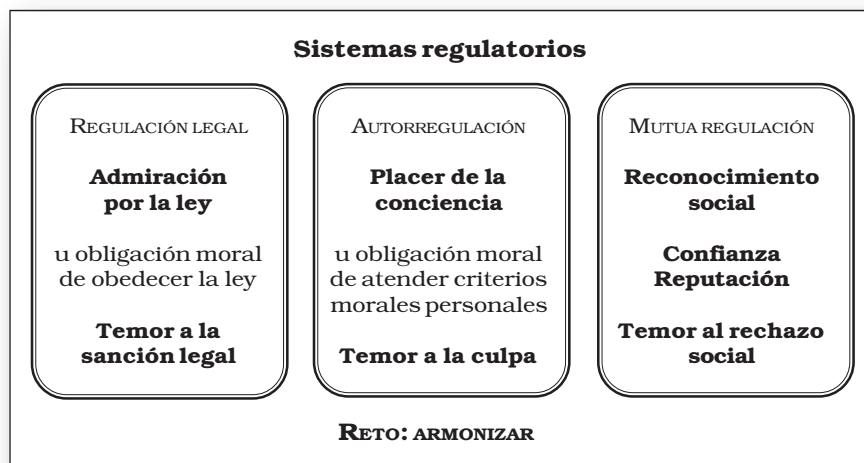 Sistemas regulatorios
REGULACIÓN LEGAL
Admiración
por la ley
u obligación moral
de obedecer la ley
Temor a la
sanción legal
AUTORREGULACIÓN
Placer de la
conciencia
u obligación moral
de atender criterios
morales personales
Temor a la culpa
MUTUA REGULACIÓN
Reconocimiento
social
Confianza
Reputación
Temor al rechazo
social
RETO: ARMONIZAR